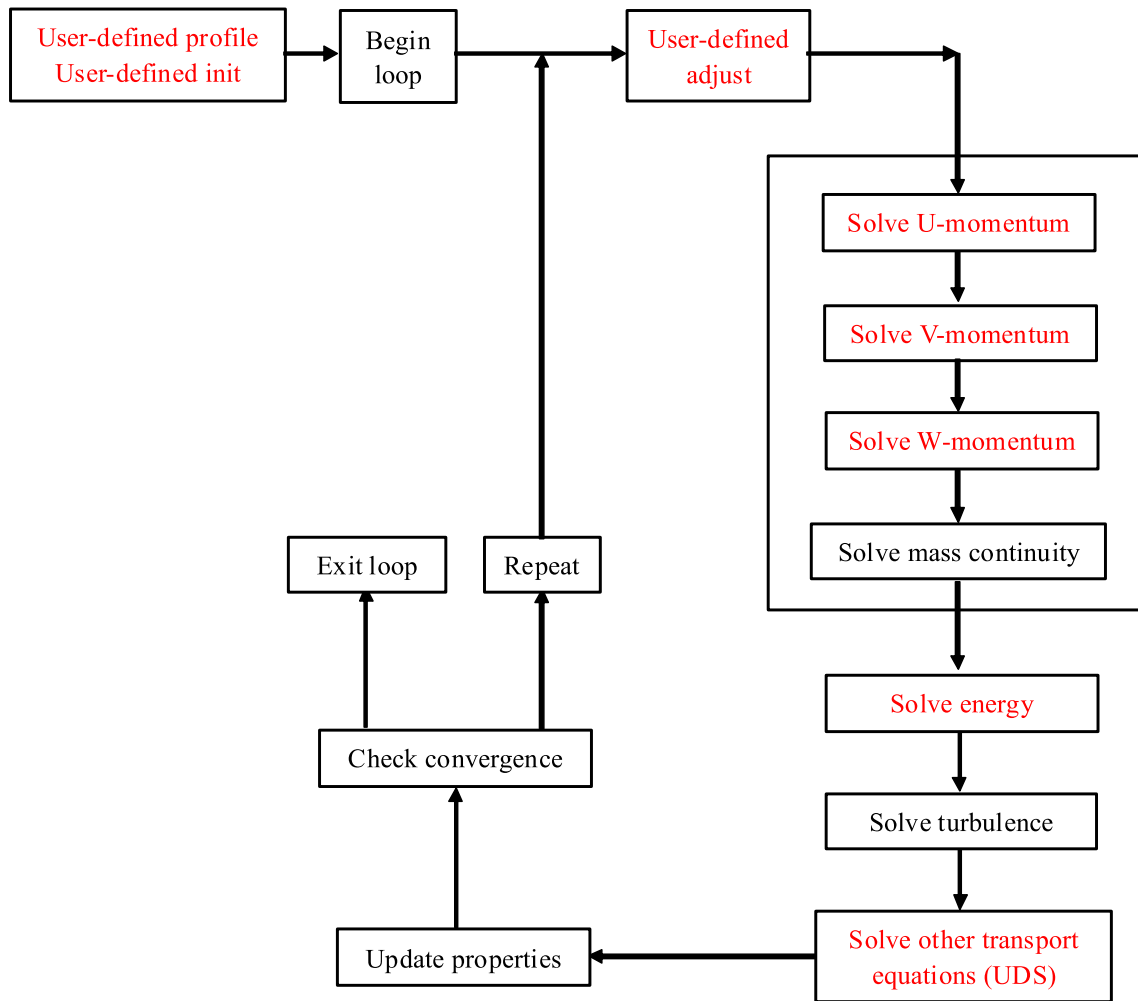 User-defined profile
User-defined init
Begin
loop
User-defined
adjust
Solve U-momentum
Solve V-momentum
Solve W-momentum
Solve mass continuity
Exit loop
Repeat
Solve energy
Check convergence
Solve turbulence
Solve other transport
equations (UDS)
Update properties